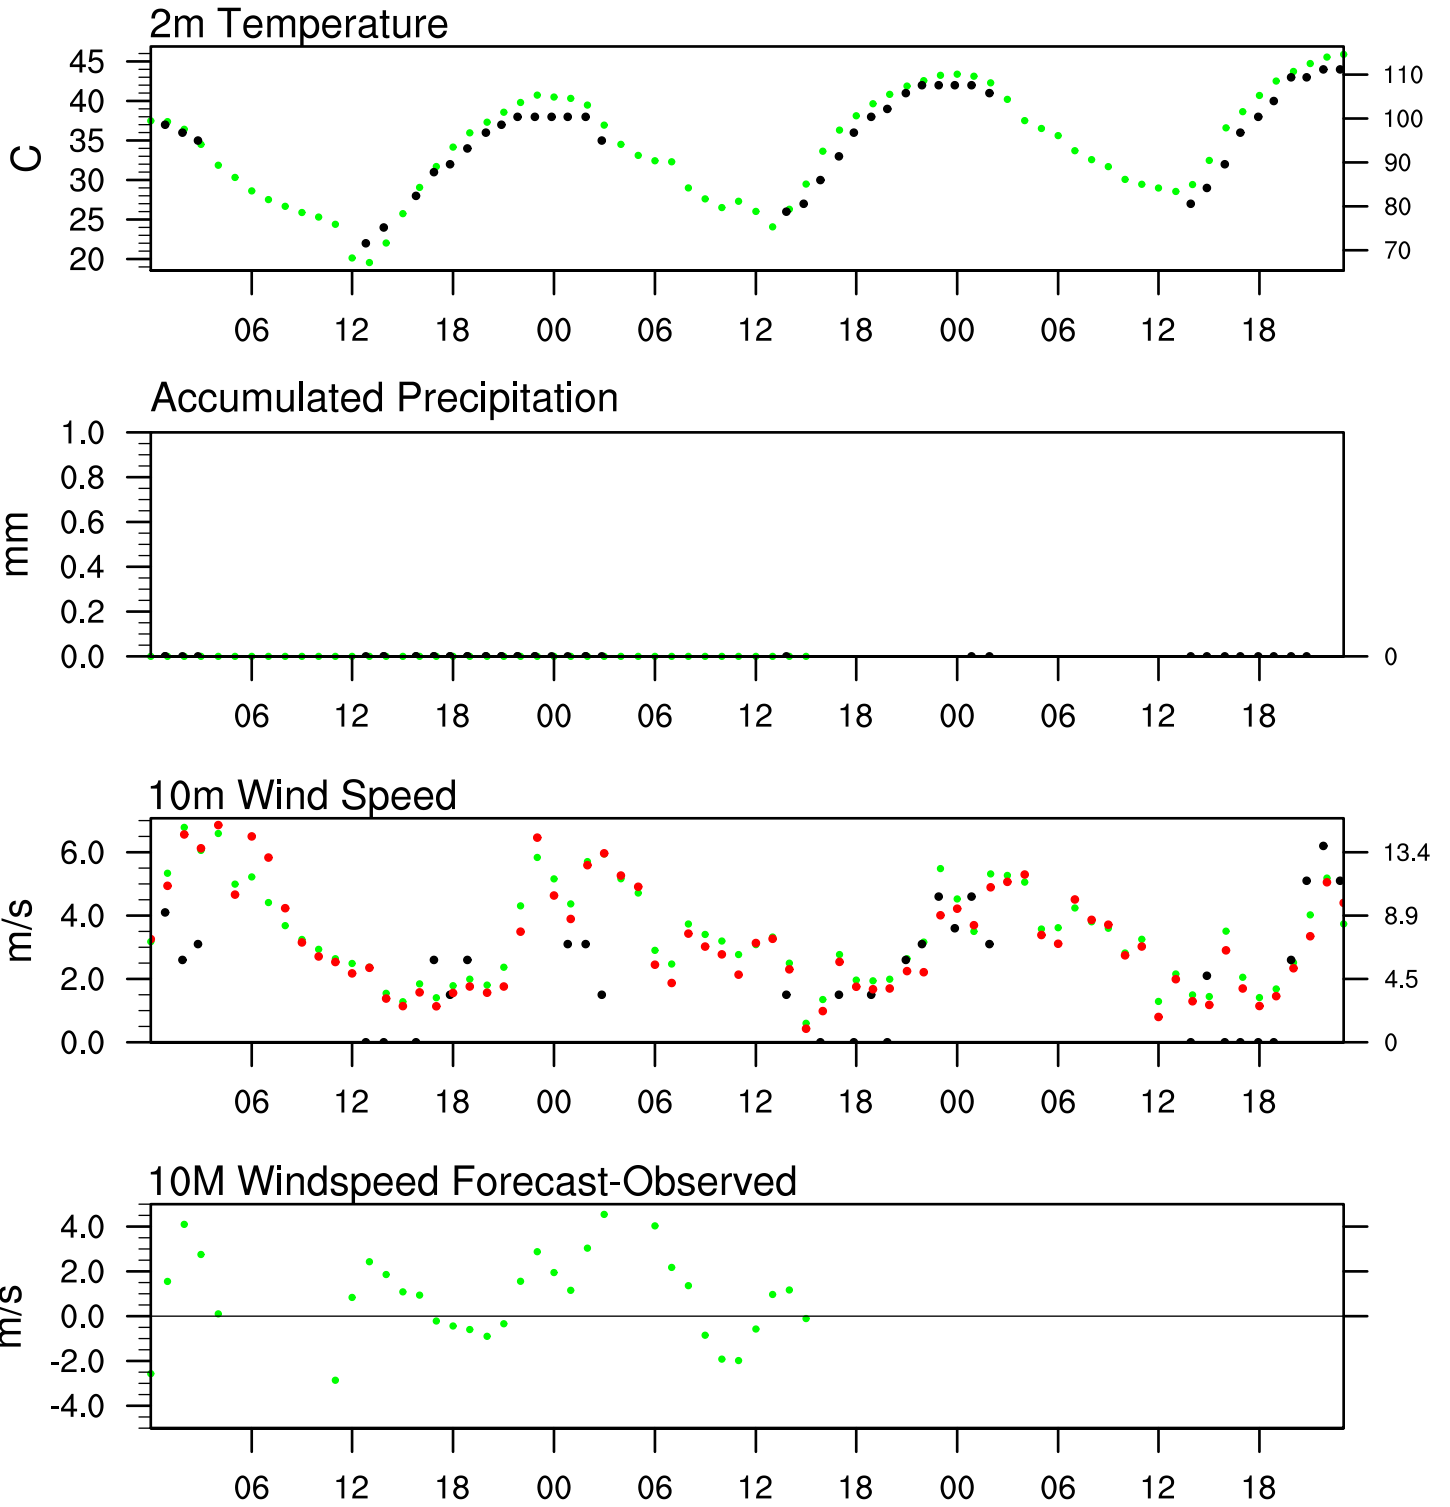 2m Temperature
45
40
35
30
25
20
C
110
100
90
80
70
06 12 18 00 06 12 18 00 06 12 18
Accumulated Precipitation
1.0
0.8
0.6
0.4
0.2
0.0
mm
0
06 12 18 00 06 12 18 00 06 12 18
10m Wind Speed
6.0
4.0
2.0
0.0
m/s
13.4
8.9
4.5
0
06 12 18 00 06 12 18 00 06 12 18
10M Windspeed Forecast-Observed
4.0
2.0
0.0
-2.0
-4.0
m/s
06 12 18 00 06 12 18 00 06 12 18